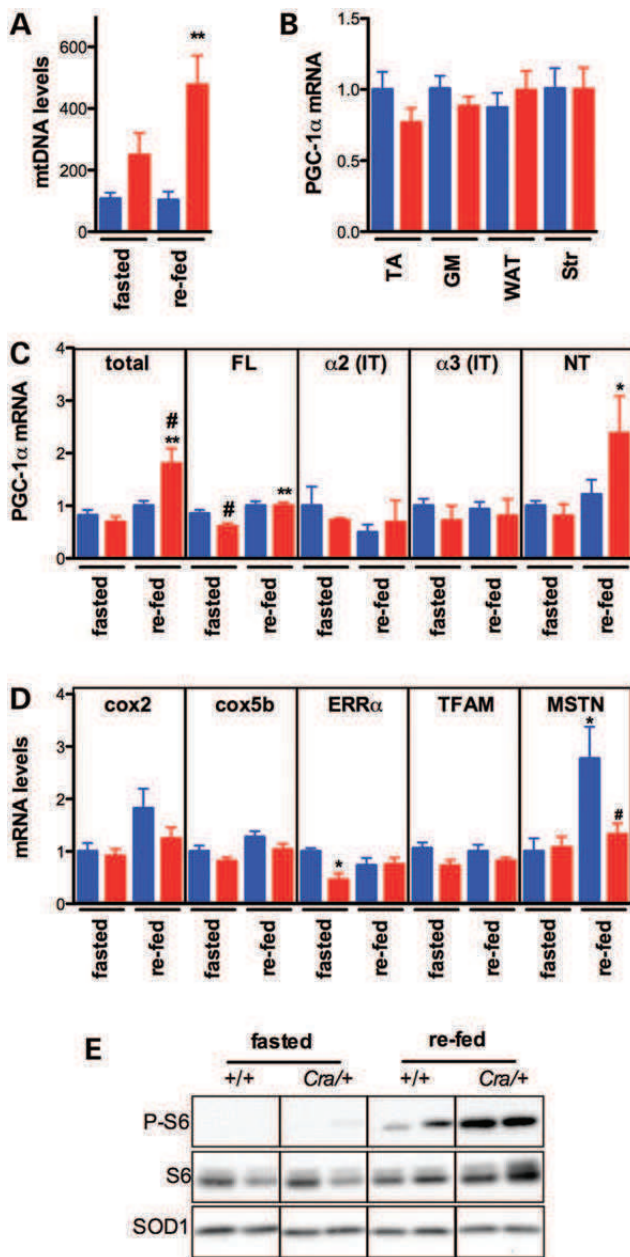 A
mtDNA levels
600
400
200
0
**
fasted
re-fed
B
PGC-1α mRNA
1.5
1.0
0.5
0.0
TA
GM
WAT
Str
C
PGC-1α mRNA
4
3
2
1
0
total
FL
α2 (IT)
α3 (IT)
NT
#
**
#
**
*
fasted
re-fed
fasted
re-fed
fasted
re-fed
fasted
re-fed
fasted
re-fed
D
mRNA levels
4
3
2
1
0
cox2
cox5b
ERRα
TFAM
MSTN
*
*
#
fasted
re-fed
fasted
re-fed
fasted
re-fed
fasted
re-fed
fasted
re-fed
E
fasted re-fed
+/+ Cra/+ +/+ Cra/+
P-S6
S6
SOD1